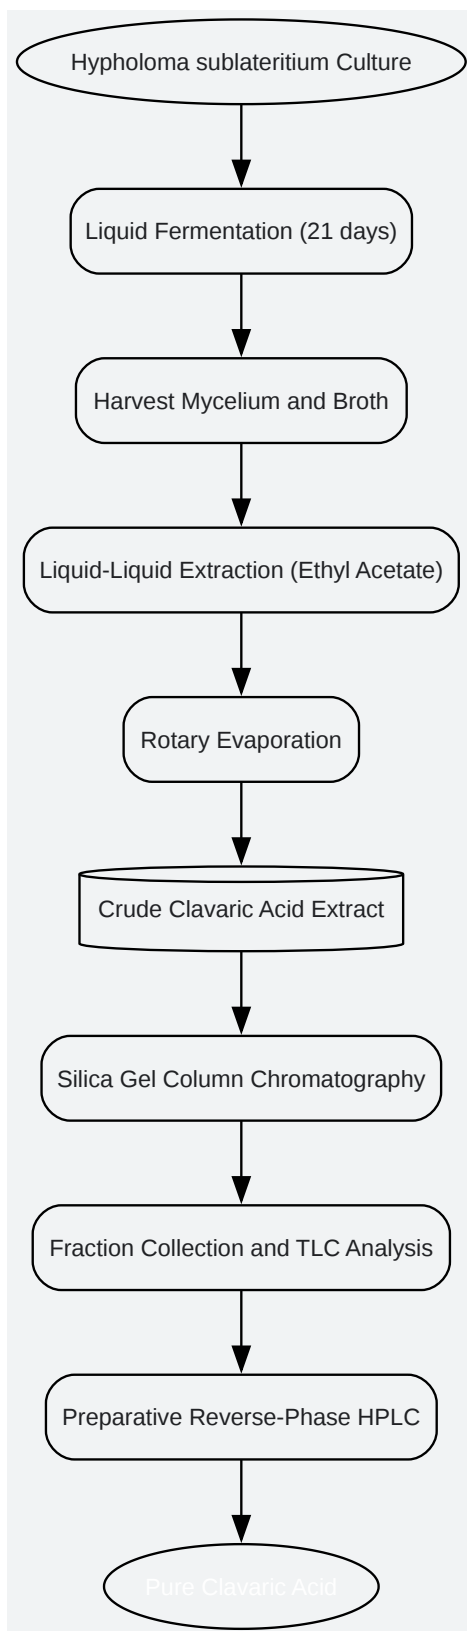 Hypholoma sublateritium Culture
Liquid Fermentation (21 days)
Harvest Mycelium and Broth
Liquid-Liquid Extraction (Ethyl Acetate)
Rotary Evaporation
Crude Clavaric Acid Extract
Silica Gel Column Chromatography
Fraction Collection and TLC Analysis
Preparative Reverse-Phase HPLC
Pure Clavaric Acid